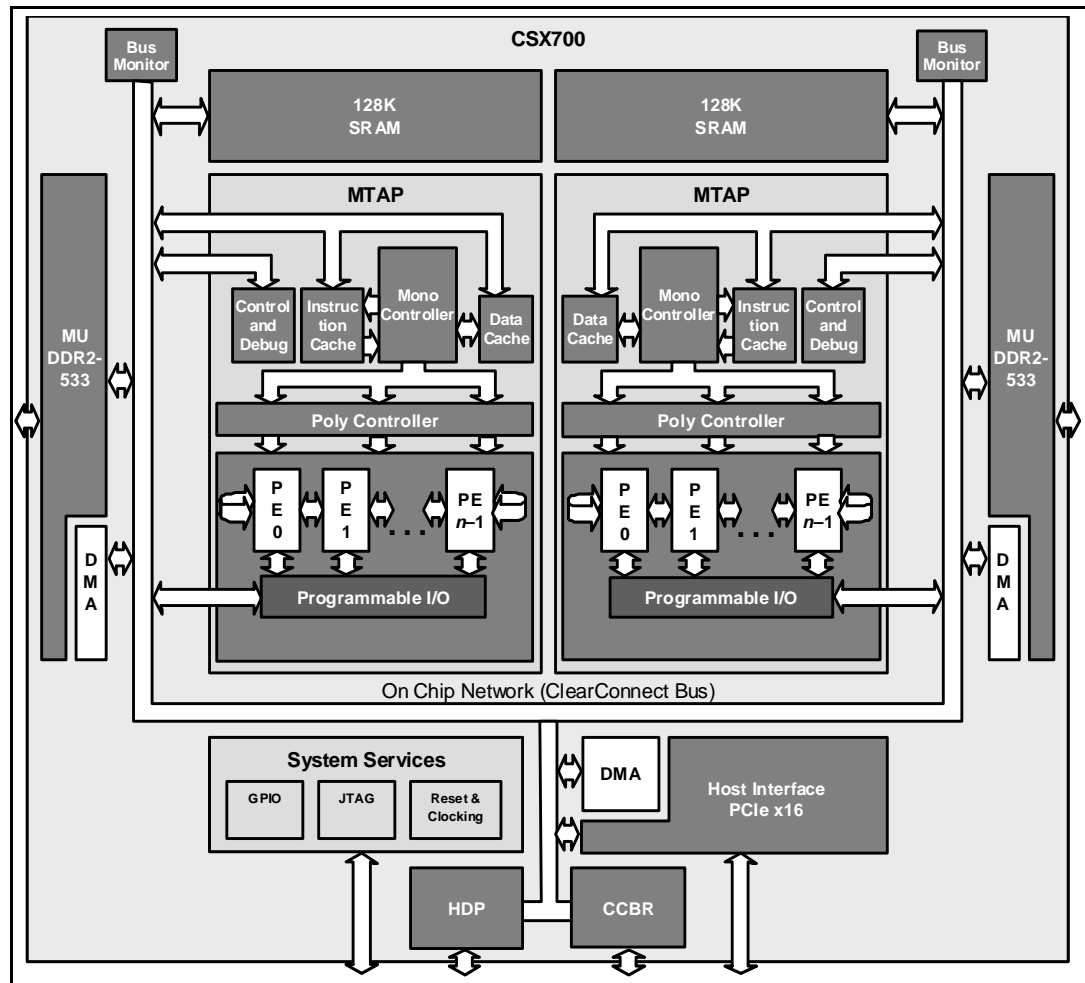 CSX700
Bus
Monitor
Bus
Monitor
128K
SRAM
128K
SRAM
MTAP
MTAP
Control
and
Debug
Instruc
tion
Cache
Mono
Controller
Data
Cache
Data
Cache
Mono
Controller
Instruc
tion
Cache
Control
and
Debug
MU
DDR2-
533
MU
DDR2-
533
Poly Controller
Poly Controller
P
E
0
P
E
1
. . .
PE
n–1
P
E
0
P
E
1
. . .
PE
n–1
D
M
A
D
M
A
Programmable I/O
Programmable I/O
On Chip Network (ClearConnect Bus)
System Services
GPIO
JTAG
Reset &
Clocking
DMA
Host Interface
PCIe x16
HDP
CCBR